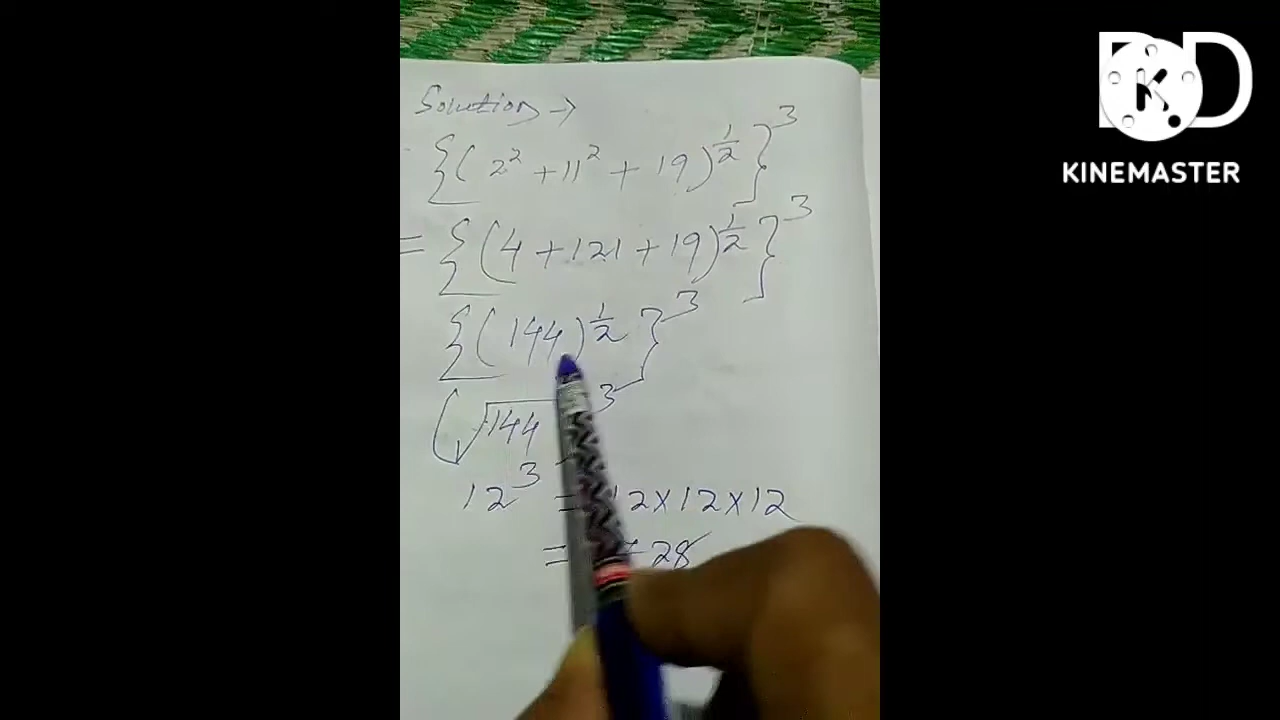 Solution →
{(2² + 11² + 19)^½}³
= {(4 + 121 + 19)^½}³
{(144)^½}³
(√144 ³
12³ = 12×12×12
= 28
D
K
KINEMASTER